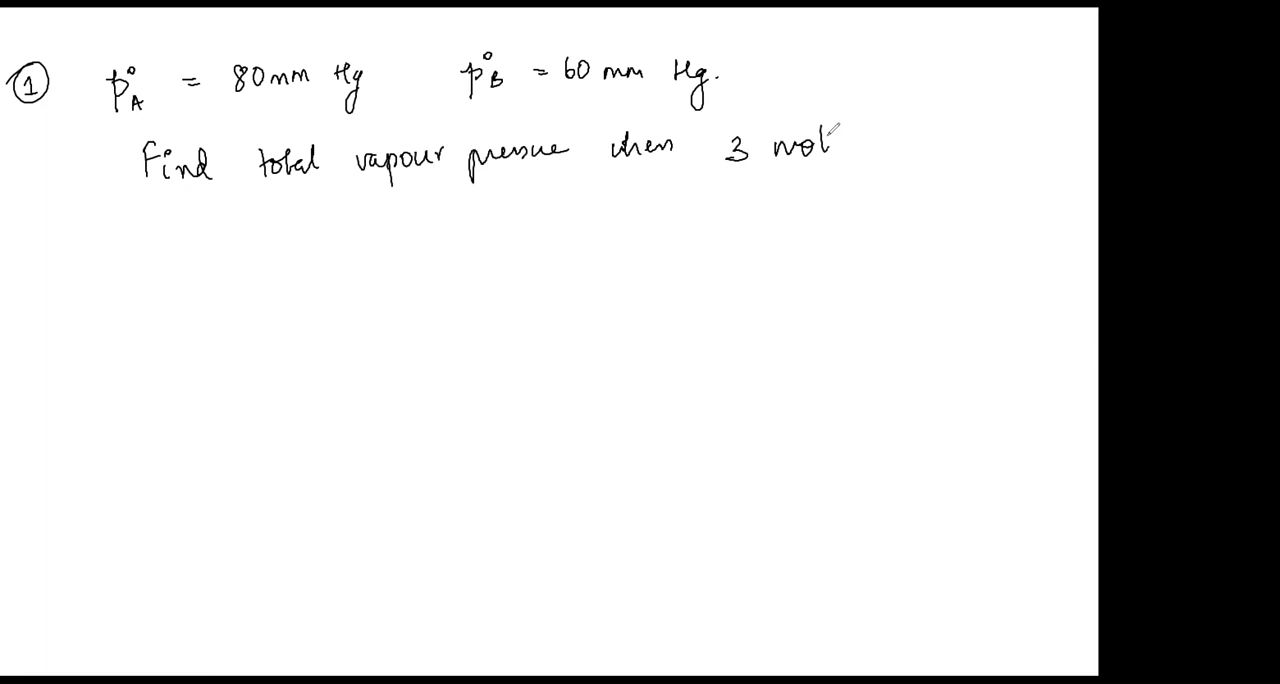 ① p°A = 80mm Hg p°B = 60 mm Hg.
Find total vapour pressure when 3 mol